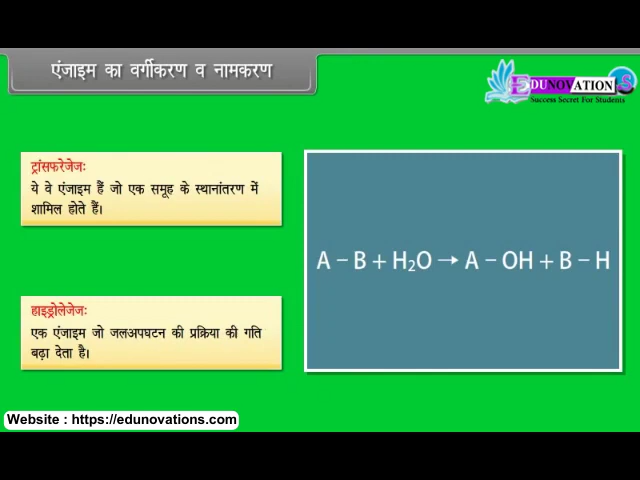 एंजाइम का वर्गीकरण व नामकरण
EDUNOVATIONS
Success Secret For Students
ट्रांसफरेजेजः
ये वे एंजाइम हैं जो एक समूह के स्थानांतरण में
शामिल होते हैं।
A – B + H₂O → A – OH + B – H
हाइड्रोलेजेजः
एक एंजाइम जो जलअपघटन की प्रक्रिया की गति
बढ़ा देता है।
Website : https://edunovations.com